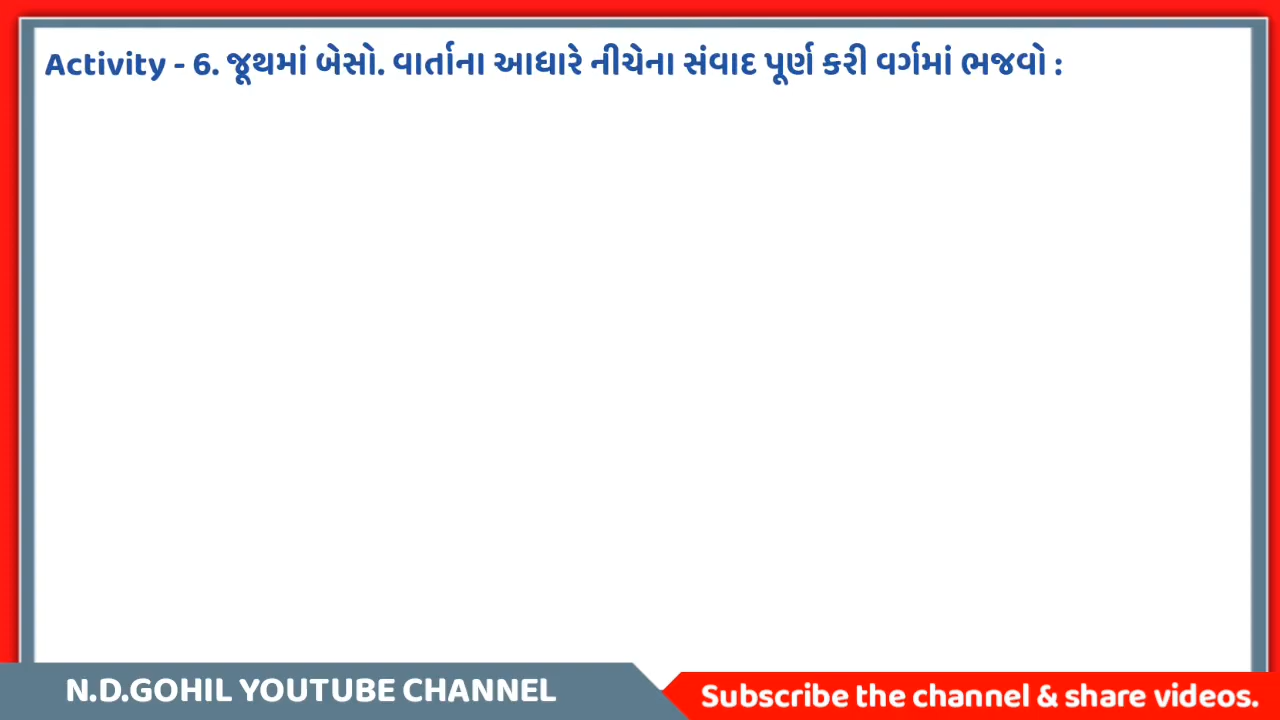 Activity - 6. જૂથમાં બેસો. વાર્તાના આધારે નીચેના સંવાદ પૂર્ણ કરી વર્ગમાં ભજવો :
N.D.GOHIL YOUTUBE CHANNEL
Subscribe the channel & share videos.